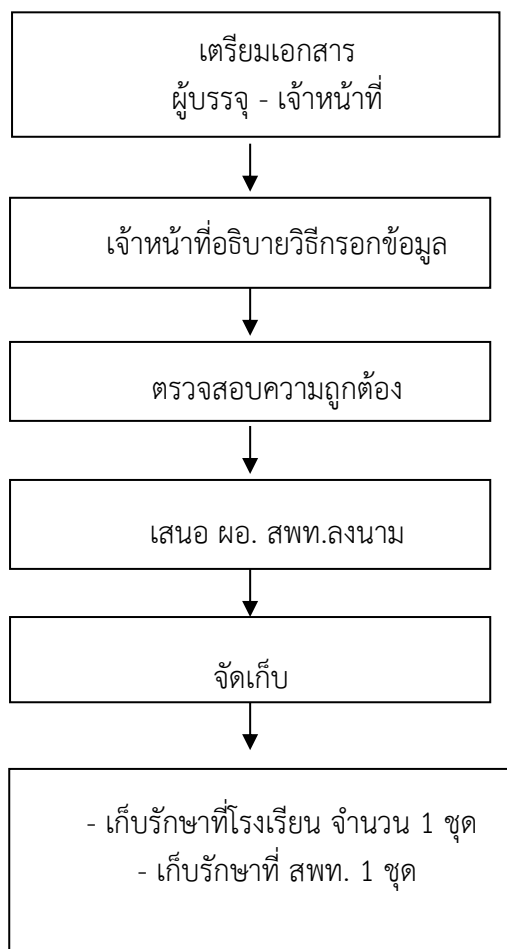 เตรียมเอกสาร
ผู้บรรจุ - เจ้าหน้าที่
เจ้าหน้าที่อธิบายวิธีกรอกข้อมูล
ตรวจสอบความถูกต้อง
เสนอ ผอ. สพท.ลงนาม
จัดเก็บ
- เก็บรักษาที่โรงเรียน จำนวน 1 ชุด
- เก็บรักษาที่ สพท. 1 ชุด